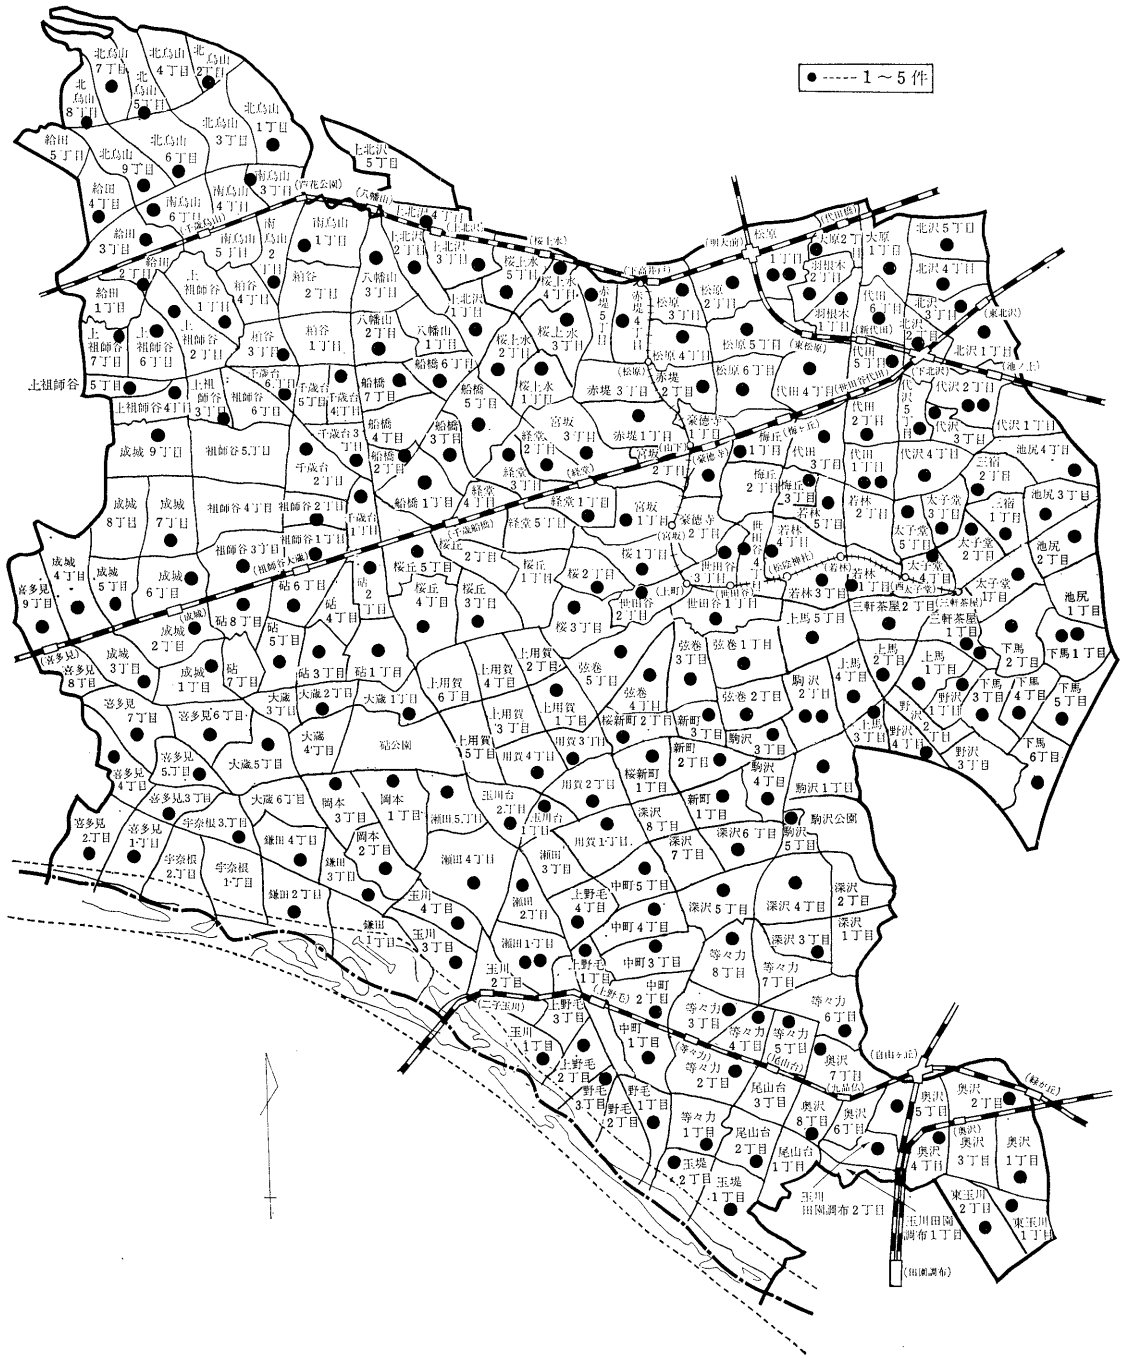 ●-----1～5件
北烏山
7丁目
北烏山
4丁目
北烏山
2丁目
北烏山
8丁目
北烏山
5丁目
北烏山
3丁目
北烏山
1丁目
給田
5丁目
北烏山
9丁目
北烏山
6丁目
上北沢
5丁目
給田
4丁目
南烏山
6丁目
南烏山
4丁目
南烏山
3丁目
(芦花公園)
(八幡山)
上北沢
4丁目
(上北沢)
(桜上水)
(下高井戸)
(明大前)
(代田橋)
給田
3丁目
(千歳烏山)
南烏山
5丁目
南烏山
2丁目
南烏山
1丁目
上北沢
2丁目
上北沢
3丁目
桜上水
5丁目
桜上水
4丁目
松原
1丁目
大原2丁目
大原
1丁目
北沢5丁目
給田
2丁目
給田
1丁目
上祖師谷
1丁目
粕谷
4丁目
粕谷
2丁目
八幡山
3丁目
上北沢
1丁目
赤堤5丁目
赤堤4丁目
松原
3丁目
松原
2丁目
羽根木
2丁目
羽根木
1丁目
代田
6丁目
北沢4丁目
北沢
3丁目
(東北沢)
上祖師谷
7丁目
上祖師谷
6丁目
上祖師谷
2丁目
粕谷
3丁目
粕谷
1丁目
八幡山
2丁目
八幡山
1丁目
桜上水
2丁目
桜上水
3丁目
松原4丁目
松原5丁目
(東松原)
(新代田)
北沢
2丁目
北沢1丁目
上祖師谷
5丁目
上祖師谷4丁目
上祖師谷
3丁目
祖師谷
6丁目
千歳台
6丁目
千歳台
5丁目
千歳台
4丁目
船橋
7丁目
船橋6丁目
船橋
5丁目
桜上水
1丁目
赤堤3丁目
(松原)
赤堤
2丁目
松原6丁目
代田4丁目
(世田谷代田)
代田
5丁目
(下北沢)
(池ノ上)
代沢2丁目
代沢
5丁目
代沢
3丁目
代沢1丁目
成城9丁目
祖師谷5丁目
千歳台3丁目
千歳台
2丁目
船橋
4丁目
船橋
3丁目
船橋
2丁目
経堂
2丁目
宮坂
3丁目
赤堤1丁目
豪徳寺
1丁目
(山下)
(豪徳寺)
宮坂
2丁目
梅丘
1丁目
(梅ヶ丘)
代田
2丁目
代田
3丁目
代田
1丁目
代沢4丁目
三宿
2丁目
池尻4丁目
成城
8丁目
成城
7丁目
祖師谷4丁目
祖師谷2丁目
千歳台
1丁目
船橋1丁目
経堂
4丁目
経堂
3丁目
(経堂)
経堂1丁目
経堂5丁目
宮坂
1丁目
豪徳寺
2丁目
梅丘
2丁目
梅丘
3丁目
若林
5丁目
若林
2丁目
太子堂
3丁目
太子堂
5丁目
三宿
1丁目
池尻3丁目
祖師谷3丁目
祖師谷1丁目
(祖師谷大蔵)
(千歳船橋)
桜丘
2丁目
桜丘5丁目
桜丘
1丁目
(宮坂)
桜1丁目
桜2丁目
世田谷
4丁目
世田谷
3丁目
若林
4丁目
(松陰神社)
(若林)
若林
1丁目
(西太子堂)
太子堂
4丁目
太子堂
2丁目
太子堂
1丁目
池尻
2丁目
成城
4丁目
喜多見
9丁目
成城
5丁目
成城
6丁目
砧6丁目
砧
4丁目
砧
2丁目
桜丘
4丁目
桜丘
3丁目
桜3丁目
世田谷
2丁目
(上町)
(世田谷)
世田谷1丁目
若林3丁目
三軒茶屋2丁目
(三軒茶屋)
三軒茶屋
1丁目
池尻
1丁目
(喜多見)
(成城)
喜多見
8丁目
成城
3丁目
成城
2丁目
砧8丁目
砧
5丁目
成城
1丁目
砧
7丁目
砧3丁目
砧1丁目
上用賀
6丁目
上用賀
4丁目
上用賀
2丁目
弦巻
5丁目
弦巻
3丁目
弦巻1丁目
上馬5丁目
上馬
2丁目
上馬
4丁目
上馬
1丁目
下馬
2丁目
下馬1丁目
喜多見
7丁目
喜多見6丁目
大蔵
3丁目
大蔵2丁目
大蔵1丁目
上用賀
3丁目
上用賀
1丁目
弦巻
4丁目
弦巻2丁目
駒沢
2丁目
上馬
3丁目
野沢
1丁目
野沢
2丁目
野沢
4丁目
野沢
3丁目
下馬
3丁目
下馬
4丁目
下馬
5丁目
下馬
6丁目
喜多見
4丁目
喜多見
5丁目
大蔵5丁目
大蔵
4丁目
砧公園
上用賀
5丁目
用賀4丁目
用賀3丁目
桜新町2丁目
桜新町
1丁目
新町
3丁目
新町
2丁目
新町
1丁目
駒沢
3丁目
駒沢
4丁目
駒沢1丁目
喜多見
2丁目
喜多見3丁目
喜多見
1丁目
大蔵6丁目
宇奈根3丁目
宇奈根
2丁目
宇奈根
1丁目
岡本
3丁目
岡本
1丁目
岡本
2丁目
瀬田5丁目
玉川台
2丁目
玉川台
1丁目
用賀2丁目
用賀1丁目
深沢
8丁目
深沢
7丁目
深沢6丁目
駒沢
5丁目
駒沢公園
鎌田4丁目
鎌田
3丁目
鎌田2丁目
鎌田
1丁目
瀬田4丁目
瀬田
3丁目
瀬田
2丁目
瀬田1丁目
玉川
4丁目
玉川
3丁目
玉川
2丁目
上野毛
4丁目
中町5丁目
中町4丁目
中町3丁目
深沢5丁目
深沢4丁目
深沢
2丁目
深沢3丁目
深沢
1丁目
上野毛
1丁目
(上野毛)
(二子玉川)
上野毛
3丁目
中町
2丁目
中町
1丁目
等々力
8丁目
等々力
7丁目
等々力
6丁目
等々力
3丁目
等々力
4丁目
等々力
5丁目
玉川
1丁目
上野毛
2丁目
野毛
3丁目
野毛
2丁目
野毛
1丁目
(等々力)
等々力
2丁目
等々力
1丁目
(尾山台)
尾山台
3丁目
尾山台
2丁目
尾山台
1丁目
(九品仏)
奥沢
7丁目
奥沢
8丁目
奥沢
6丁目
(自由ヶ丘)
奥沢
5丁目
奥沢
2丁目
(緑が丘)
(奥沢)
奥沢
4丁目
奥沢
3丁目
奥沢
1丁目
玉堤
2丁目
玉堤
1丁目
玉川
田園調布2丁目
玉川田園
調布1丁目
東玉川
2丁目
東玉川
1丁目
(田園調布)